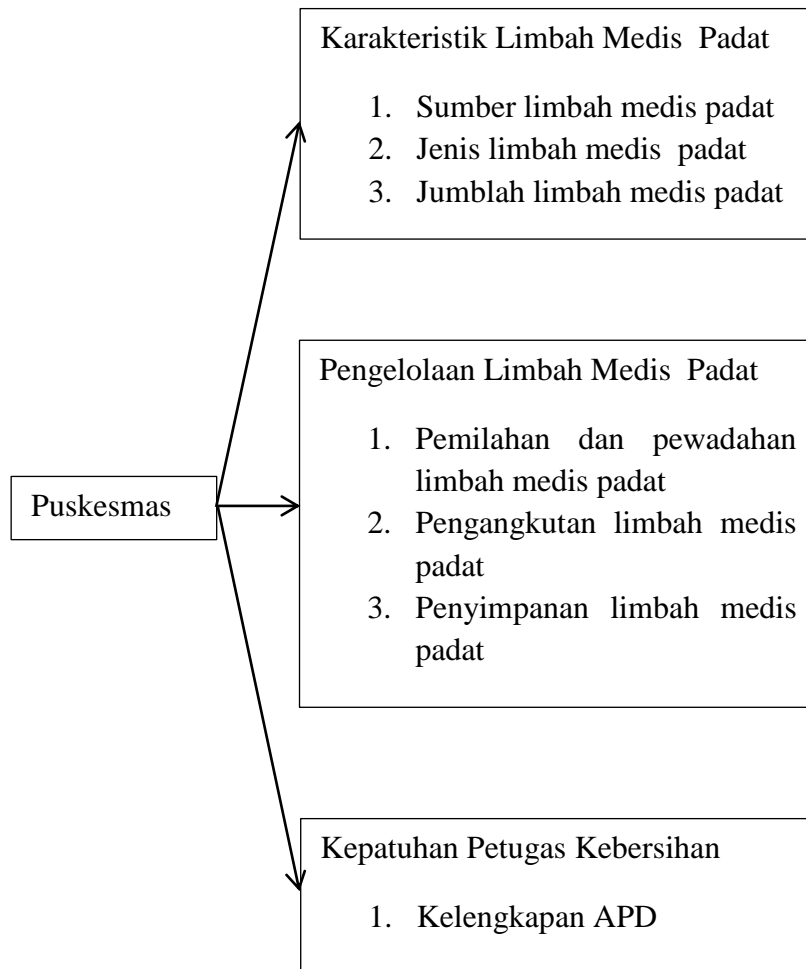 Karakteristik Limbah Medis Padat
1. Sumber limbah medis padat
2. Jenis limbah medis padat
3. Jumblah limbah medis padat
Pengelolaan Limbah Medis Padat
1. Pemilahan dan pewadahan
limbah medis padat
2. Pengangkutan limbah medis
padat
3. Penyimpanan limbah medis
padat
Puskesmas
Kepatuhan Petugas Kebersihan
1. Kelengkapan APD